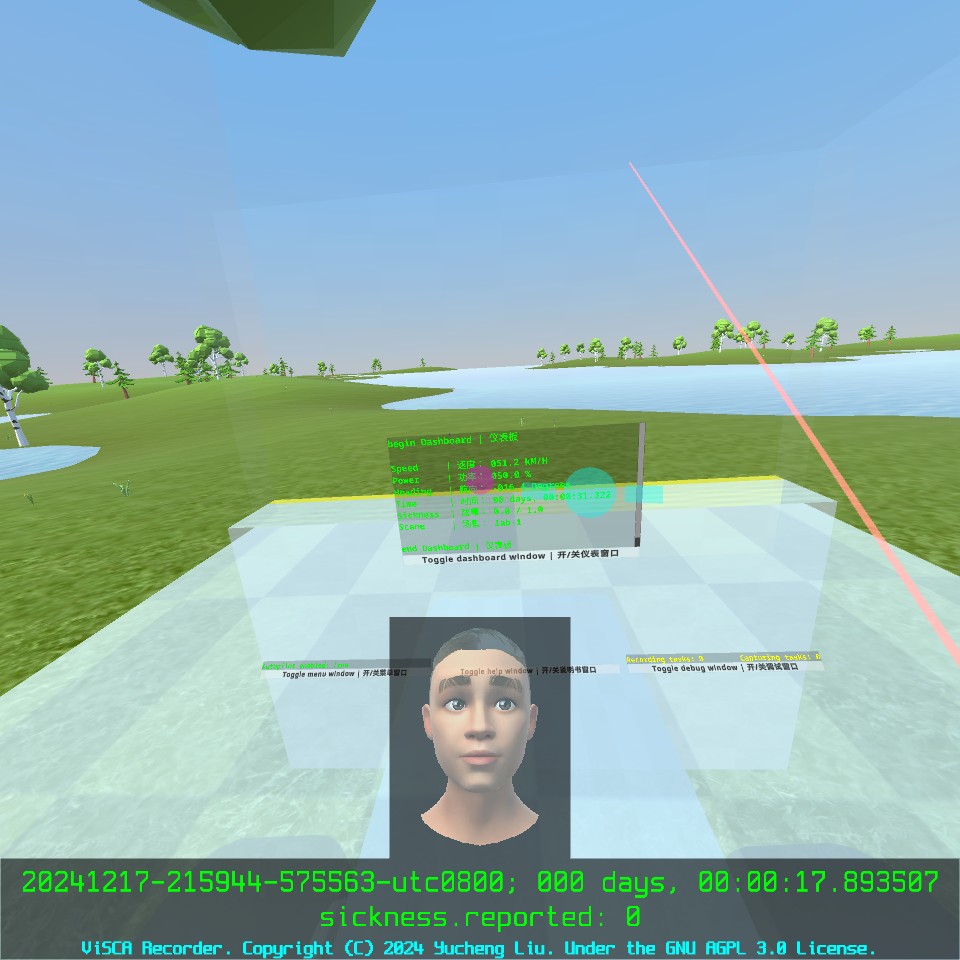 begin Dashboard | 仪表板
Speed | 速度: 051.2 kM/H
Power | 功率: 050.0 %
Heading
Time | 时间: 00 days, 00:00:31.322
Sickness 0.0 / 1.0
Scene | 场景: lab-1
end Dashboard | 仪表板
Toggle dashboard window | 开/关仪表窗口
Toggle menu window | 开/关菜单窗口
Toggle help window | 开/关说明书窗口
Recording tasks: 0 Capturing tasks:
Toggle debug window | 开/关调试窗口
20241217-215944-575563-utc0800; 000 days, 00:00:17.893507
sickness.reported: 0
ViSCA Recorder. Copyright (C) 2024 Yucheng Liu. Under the GNU AGPL 3.0 License.